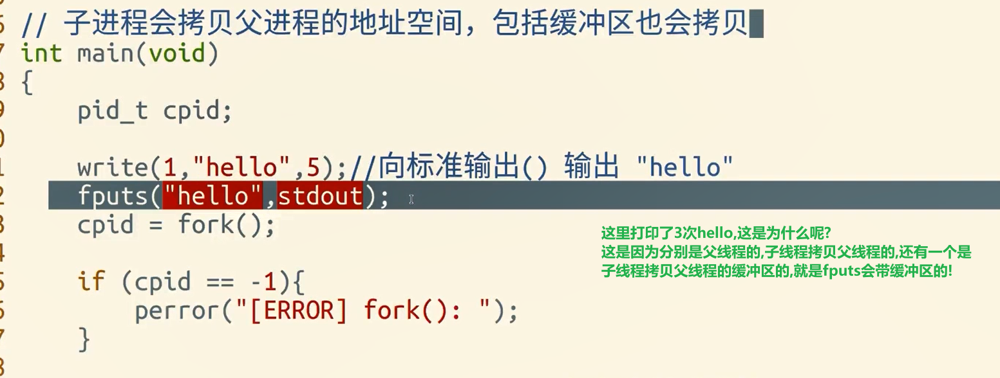 // 子进程会拷贝父进程的地址空间，包括缓冲区也会拷贝
int main(void)
{
pid_t cpid;
write(1,"hello",5);//向标准输出() 输出 "hello"
fputs("hello",stdout);
cpid = fork();
这里打印了3次hello,这是为什么呢?
这是因为分别是父线程的,子线程拷贝父线程的,还有一个是
子线程拷贝父线程的缓冲区的,就是fputs会带缓冲区的!
if (cpid == -1){
perror("[ERROR] fork(): ");
}